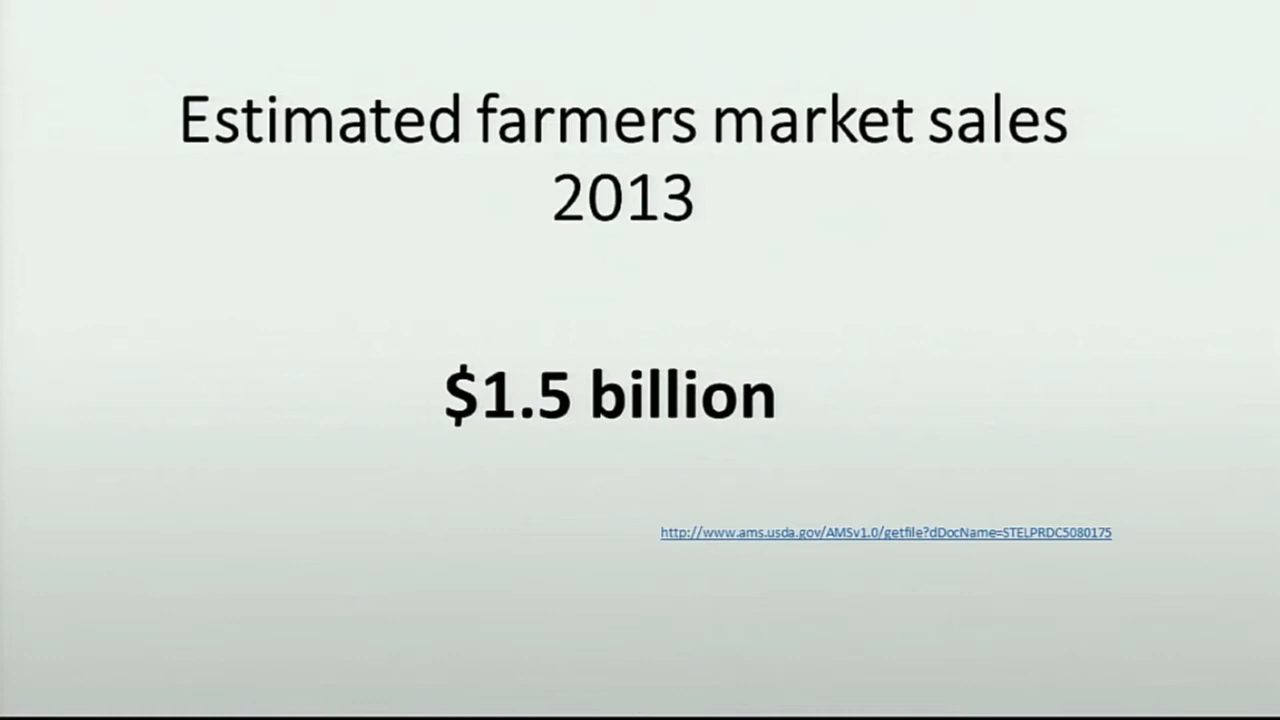 Estimated farmers market sales
2013
$1.5 billion
http://www.ams.usda.gov/AMSv1.0/getfile?dDocName=STELPRDC5080175